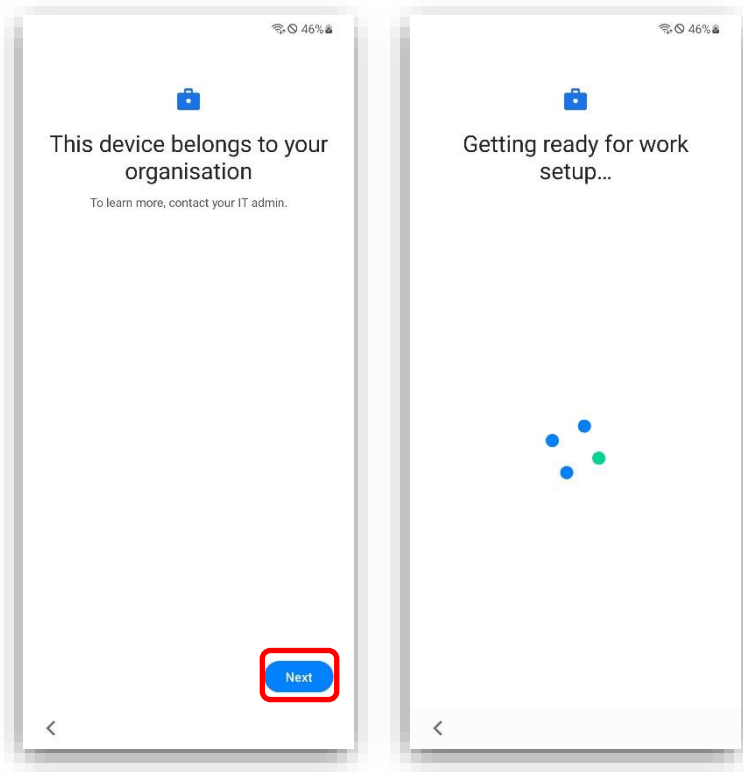 46%
This device belongs to your
organisation
To learn more, contact your IT admin.
Next
46%
Getting ready for work
setup...